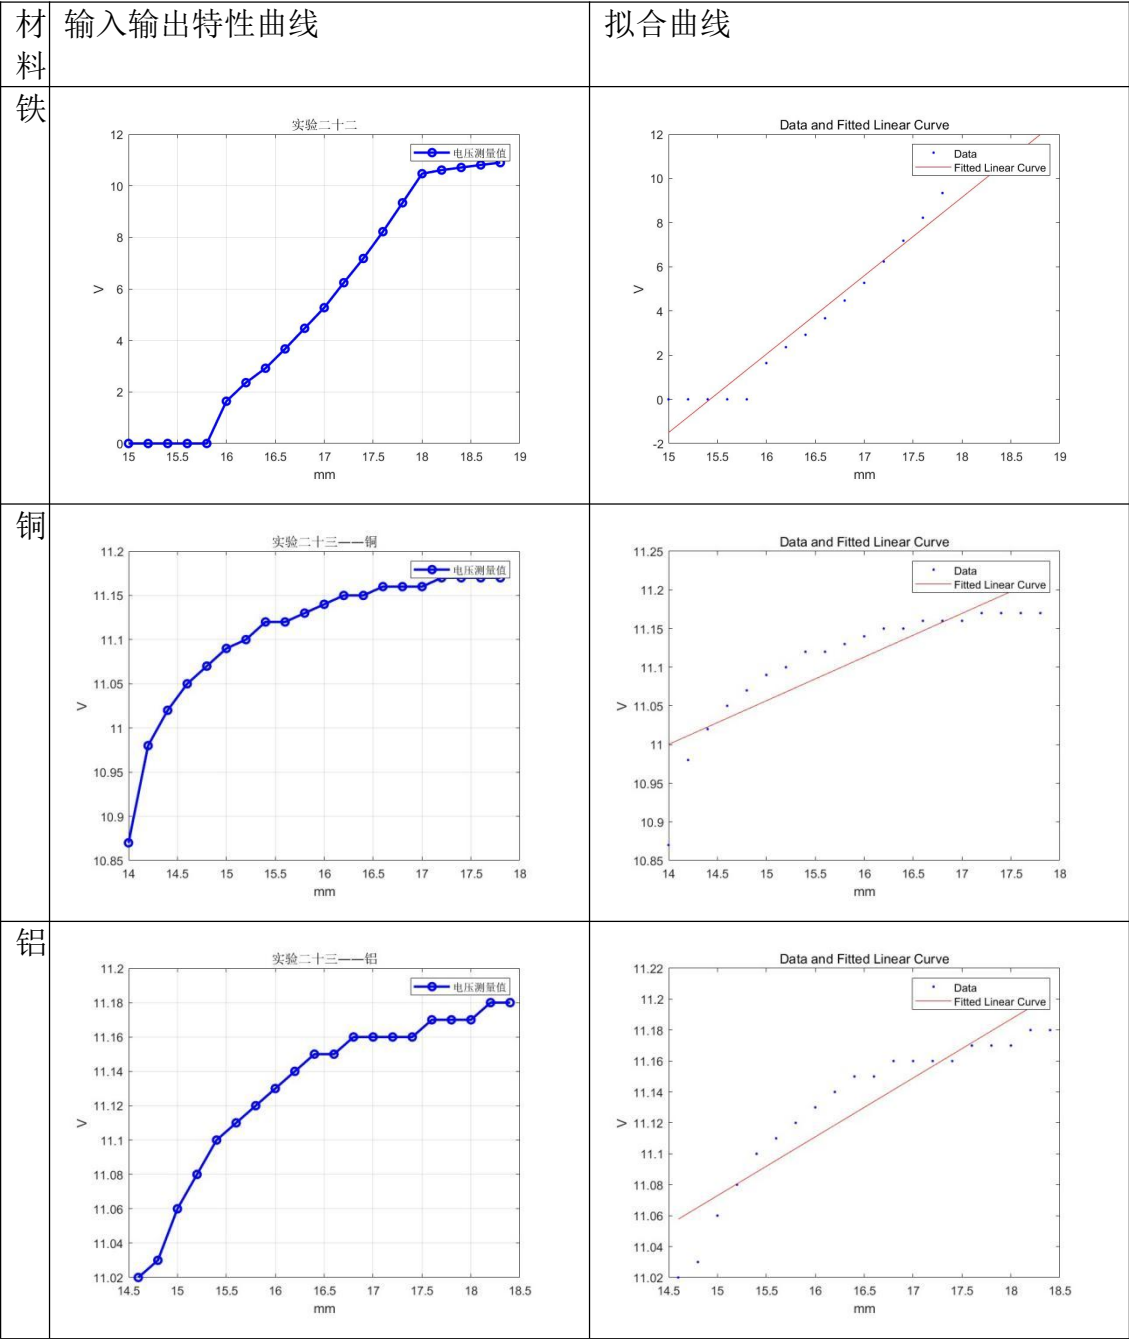 材料
输入输出特性曲线
拟合曲线
铁
实验二十二
电压测量值
12
10
8
6
4
2
0
V
15 15.5 16 16.5 17 17.5 18 18.5 19
mm
Data and Fitted Linear Curve
Data
Fitted Linear Curve
12
10
8
6
4
2
0
-2
V
15 15.5 16 16.5 17 17.5 18 18.5 19
mm
铜
实验二十三——铜
电压测量值
11.2
11.15
11.1
11.05
11
10.95
10.9
10.85
V
14 14.5 15 15.5 16 16.5 17 17.5 18
mm
Data and Fitted Linear Curve
Data
Fitted Linear Curve
11.25
11.2
11.15
11.1
11.05
11
10.95
10.9
10.85
V
14 14.5 15 15.5 16 16.5 17 17.5 18
mm
铝
实验二十三——铝
电压测量值
11.2
11.18
11.16
11.14
11.12
11.1
11.08
11.06
11.04
11.02
V
14.5 15 15.5 16 16.5 17 17.5 18 18.5
mm
Data and Fitted Linear Curve
Data
Fitted Linear Curve
11.22
11.2
11.18
11.16
11.14
11.12
11.1
11.08
11.06
11.04
11.02
V
14.5 15 15.5 16 16.5 17 17.5 18 18.5
mm